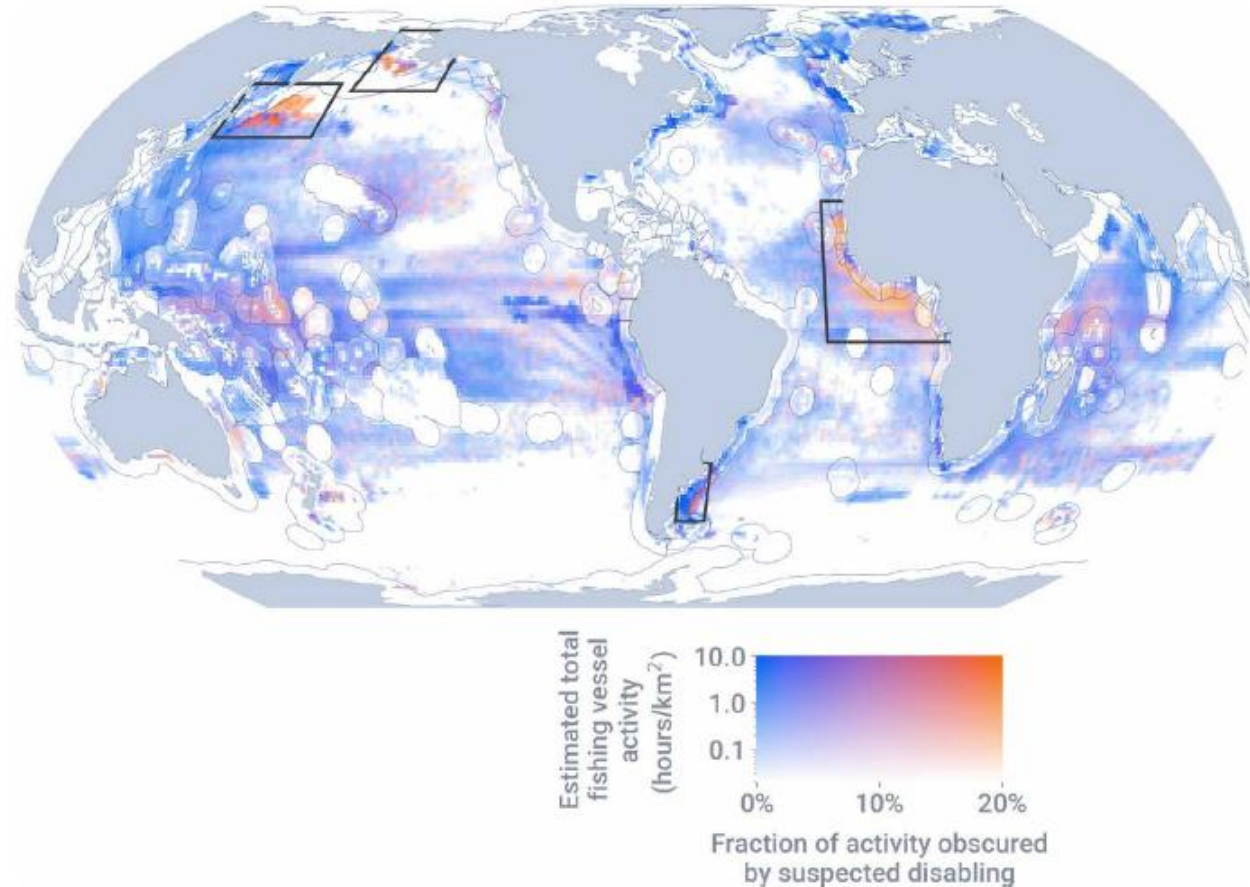 Estimated total
fishing vessel
activity
(hours/km²)
10.0
1.0
0.1
0%
10%
20%
Fraction of activity obscured
by suspected disabling